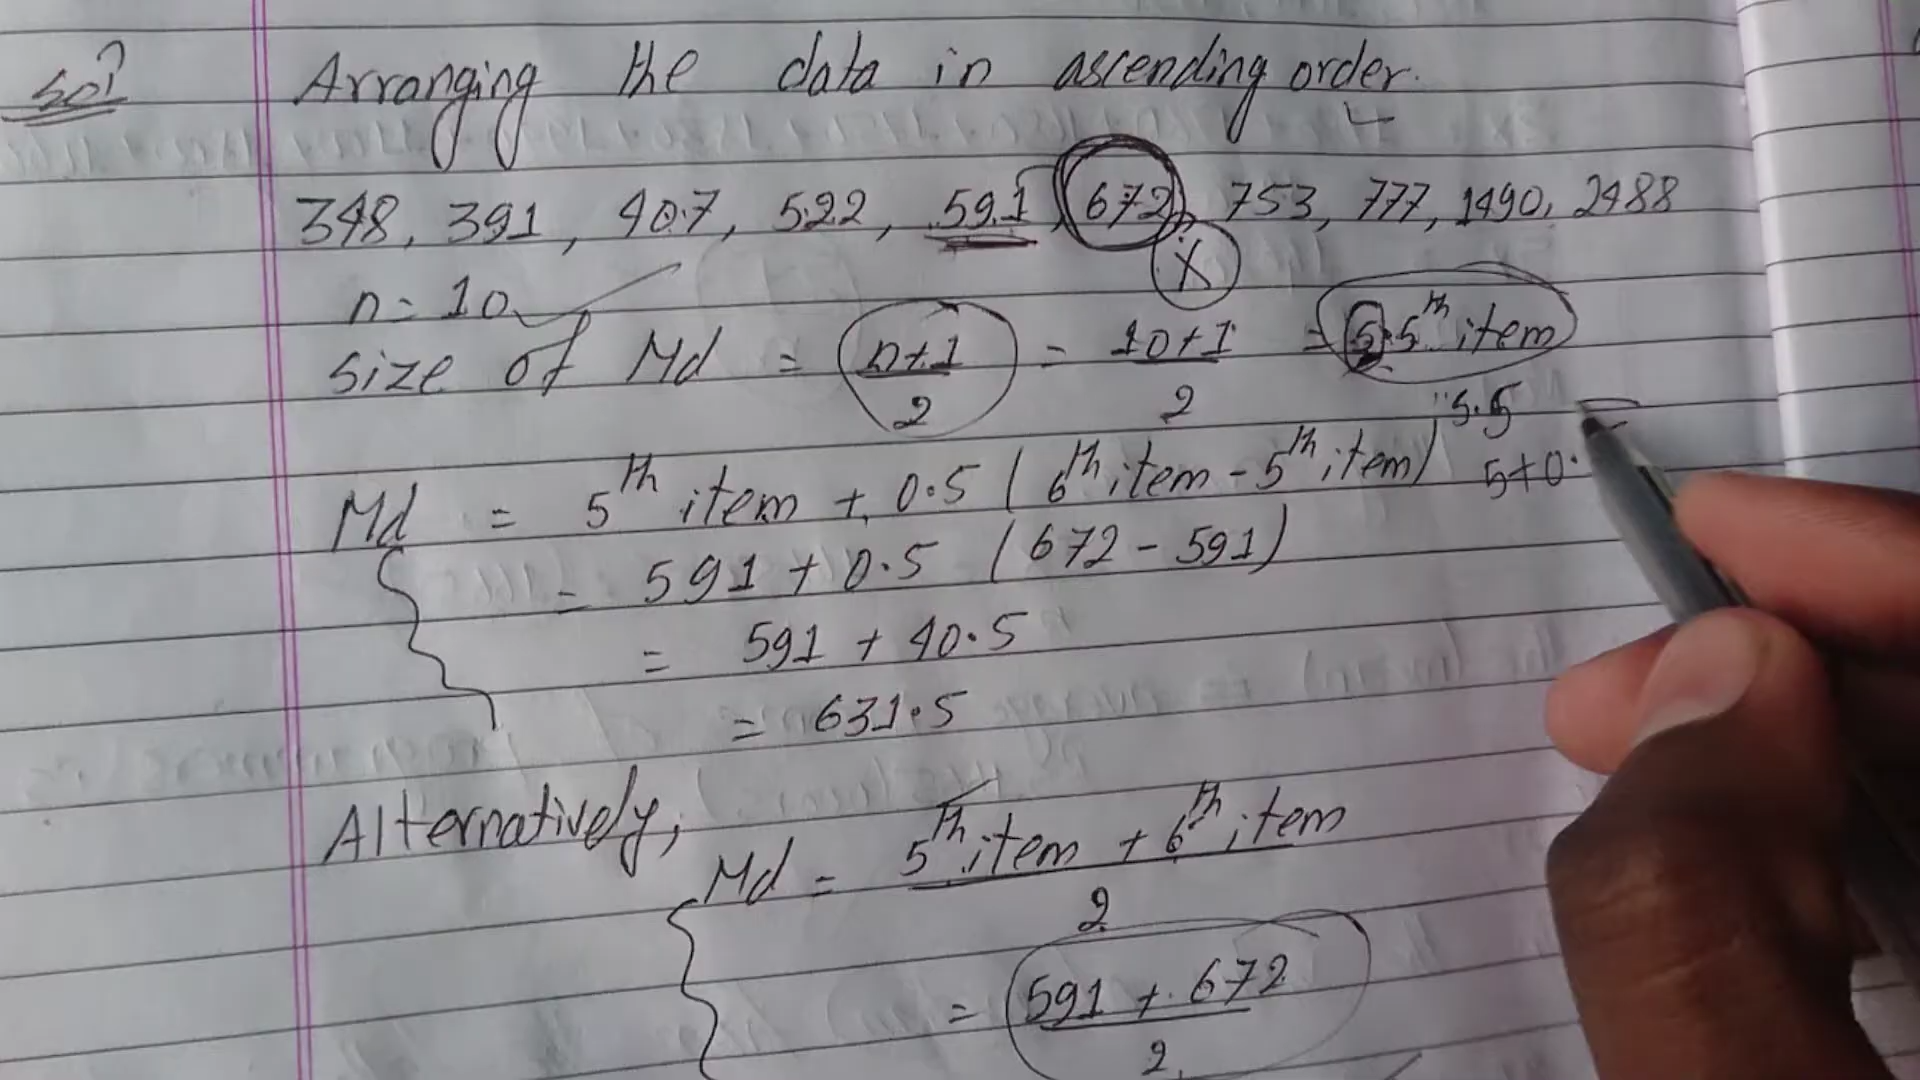 Sol?
Arranging the data in ascending order.
348, 391, 40.7, 522, 591, 672, 753, 777, 1490, 2488
X
n = 10
size of Md = n+1/2 = 10+1/2 = 5.5th item
5.5
5+0.
Md = 5th item + 0.5 (6th item - 5th item)
= 591 + 0.5 (672 - 591)
= 591 + 40.5
= 631.5
Alternatively,
Md = 5th item + 6th item
2
= 591 + 672
2